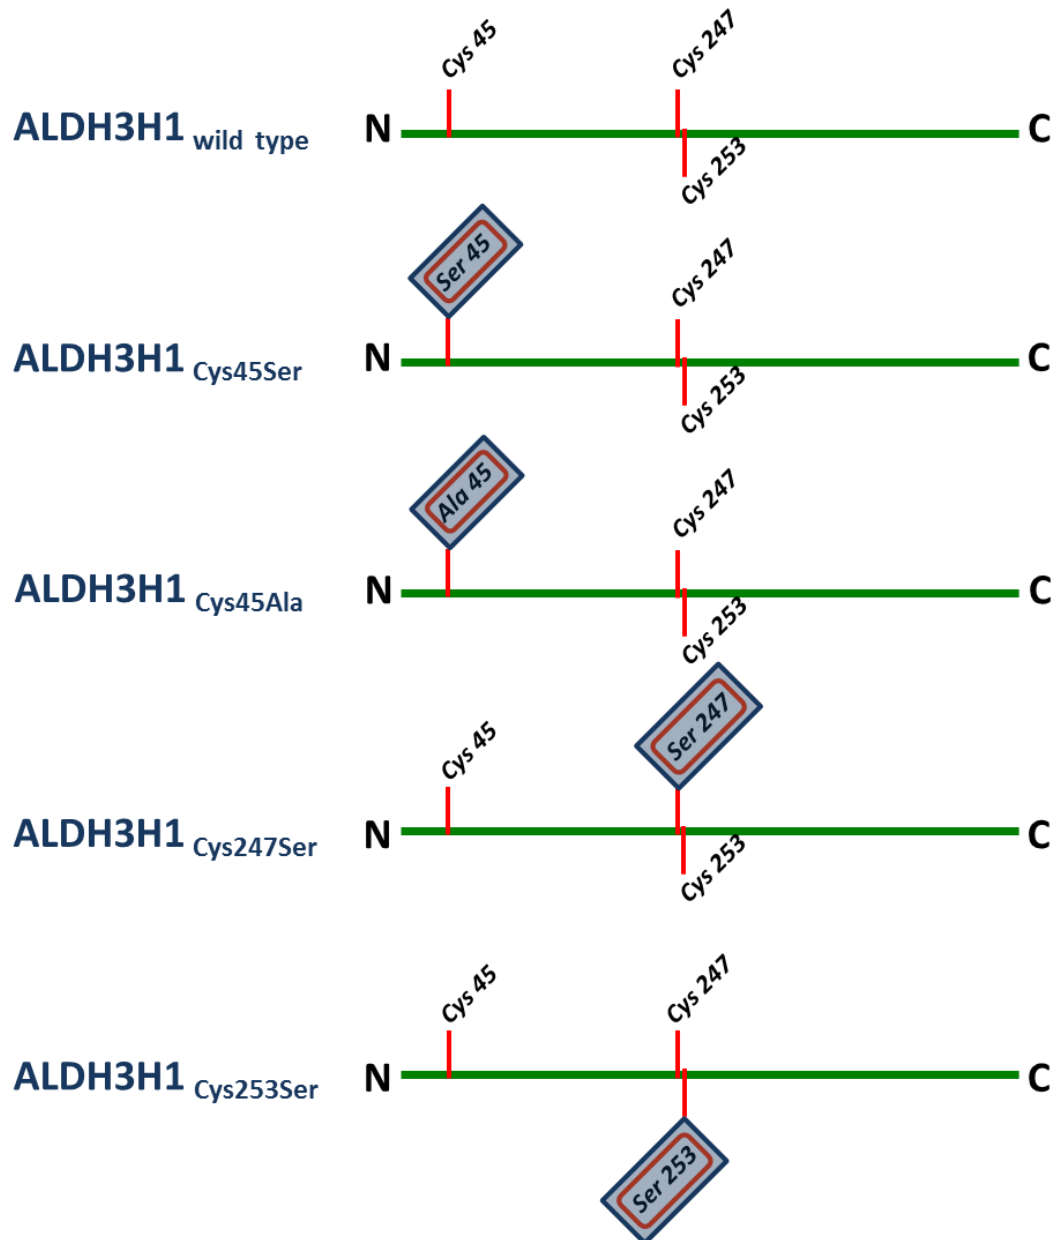 Cys 45
Cys 247
ALDH3H1 wild type
N
C
Cys 253
Ser 45
Cys 247
ALDH3H1 Cys45Ser
N
C
Cys 253
Ala 45
Cys 247
ALDH3H1 Cys45Ala
N
C
Cys 253
Ser 247
Cys 45
ALDH3H1 Cys247Ser
N
C
Cys 253
Cys 45
Cys 247
ALDH3H1 Cys253Ser
N
C
Ser 253